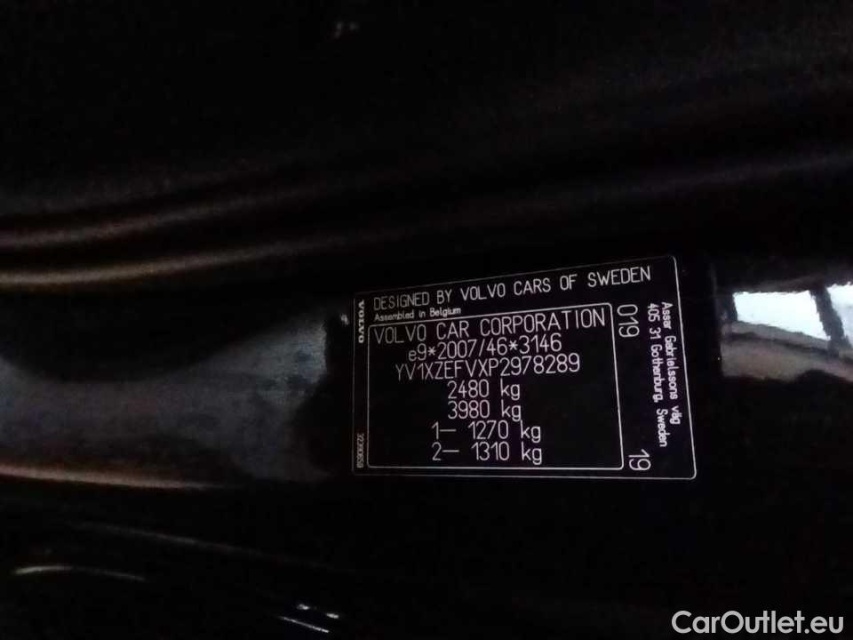 VOLVO
DESIGNED BY VOLVO CARS OF SWEDEN
Assembled in Belgium
VOLVO CAR CORPORATION
e9*2007/46*3146
YV1XZEFVXP2978289
2480 kg
3980 kg
1– 1270 kg
2– 1310 kg
019
19
Assar Gabrielssons väg
405 31 Gothenburg, Sweden
CarOutlet.eu